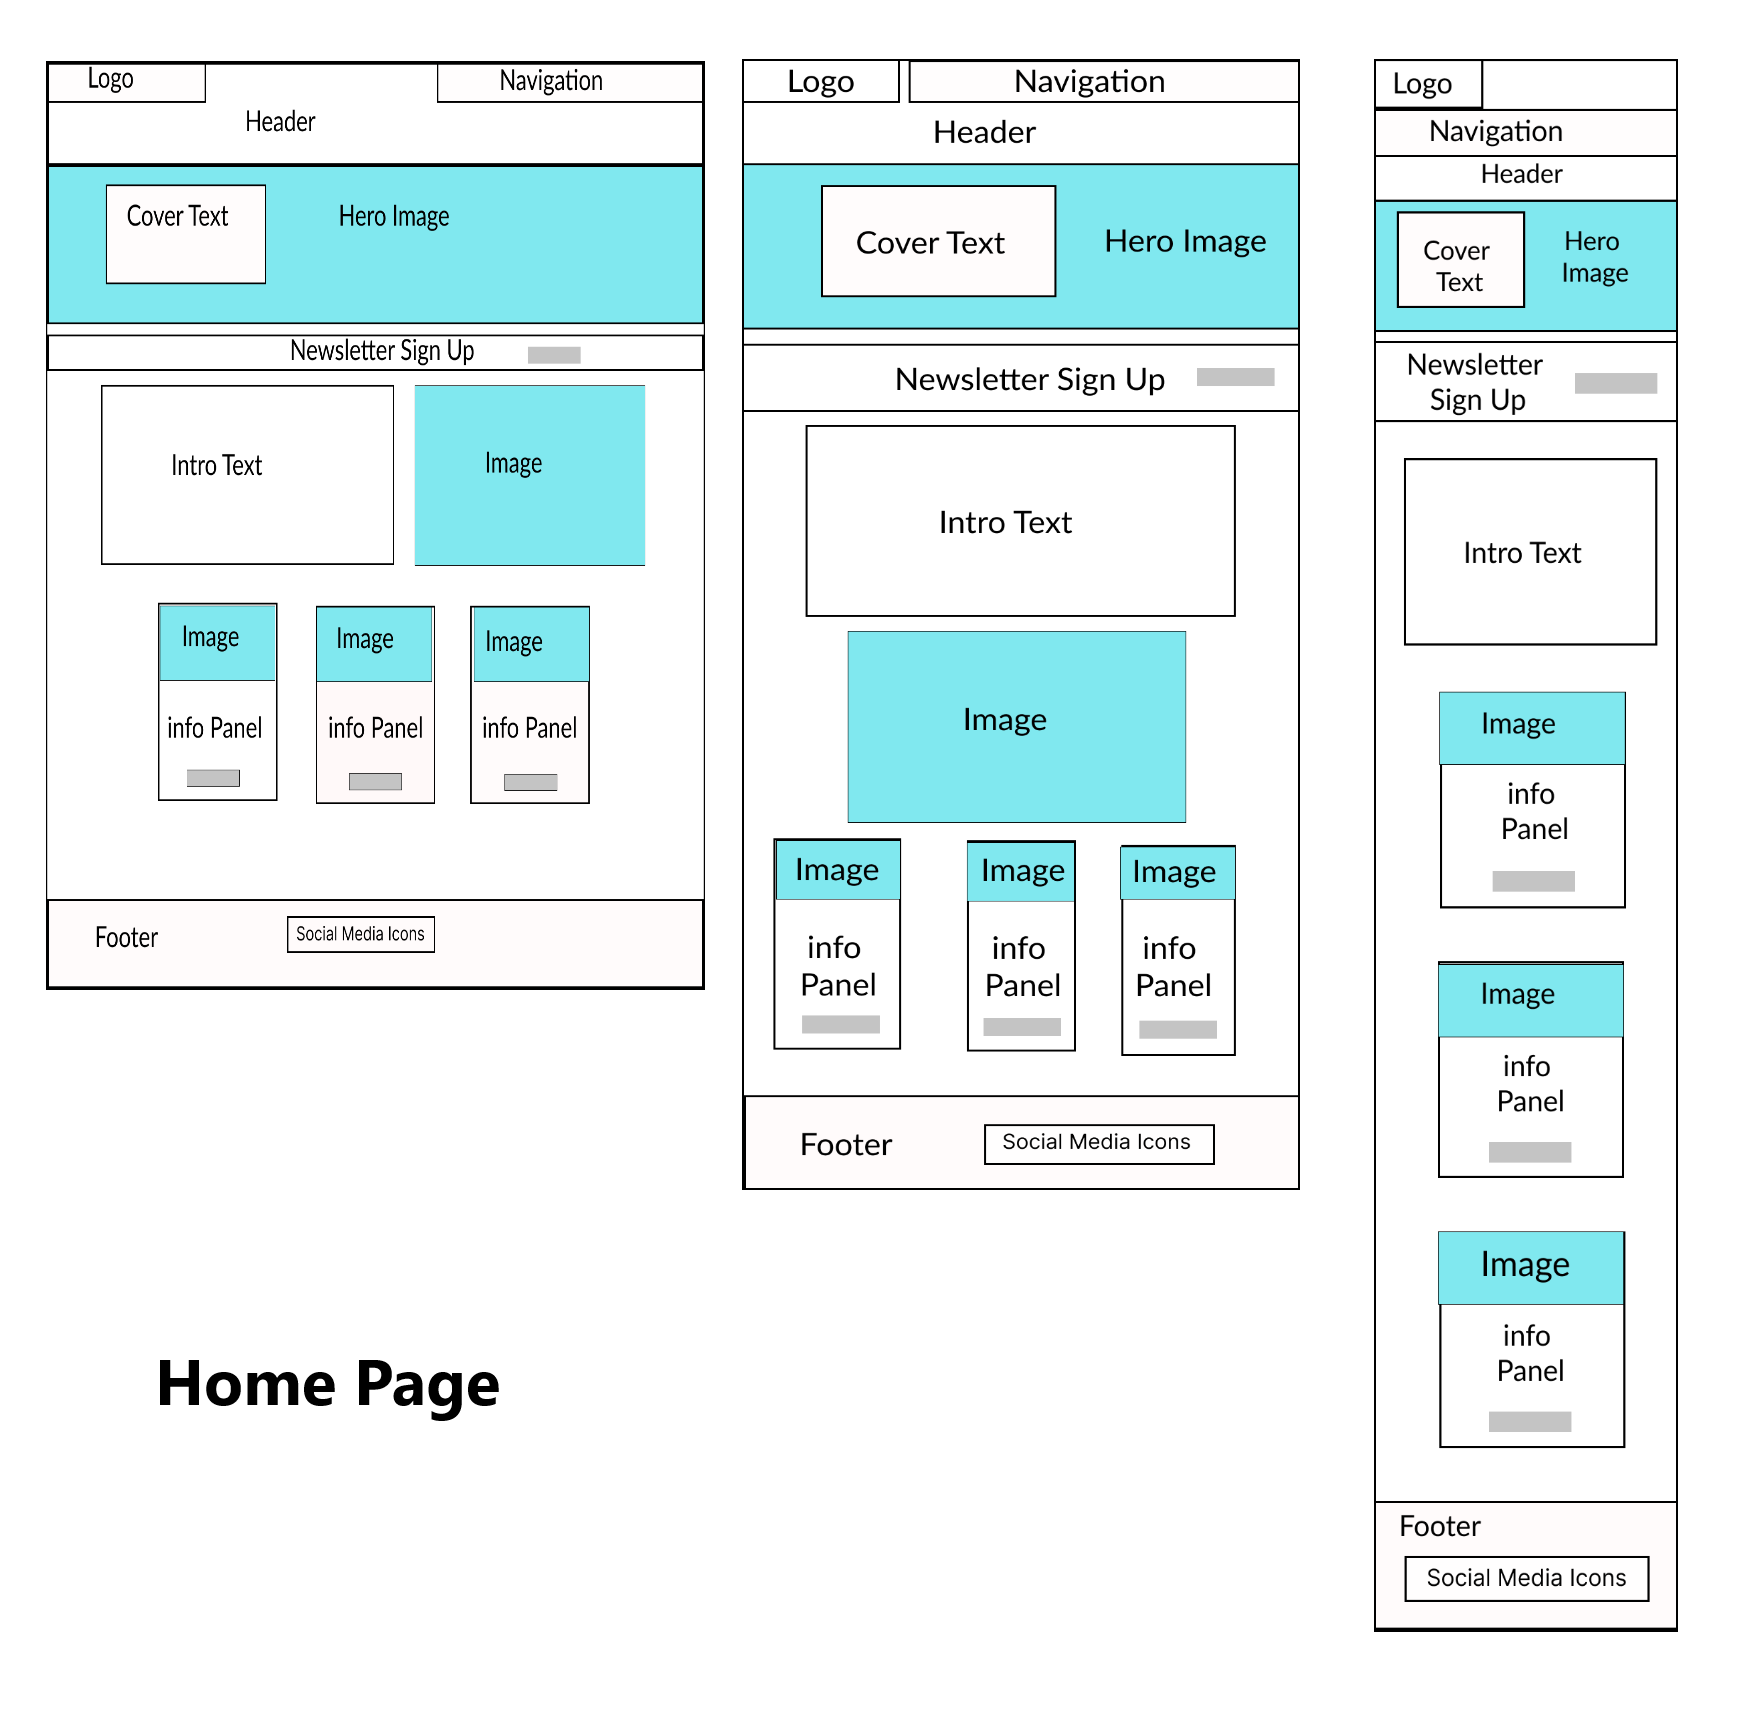 Logo
Navigation
Header
Cover Text
Hero Image
Newsletter Sign Up
Intro Text
Image
Image
Image
Image
info Panel
info Panel
info Panel
Footer
Social Media Icons
Home Page
Logo
Navigation
Header
Cover Text
Hero Image
Newsletter Sign Up
Intro Text
Image
Image
Image
Image
info
Panel
info
Panel
info
Panel
Footer
Social Media Icons
Logo
Navigation
Header
Cover
Text
Hero
Image
Newsletter
Sign Up
Intro Text
Image
info
Panel
Image
info
Panel
Image
info
Panel
Footer
Social Media Icons